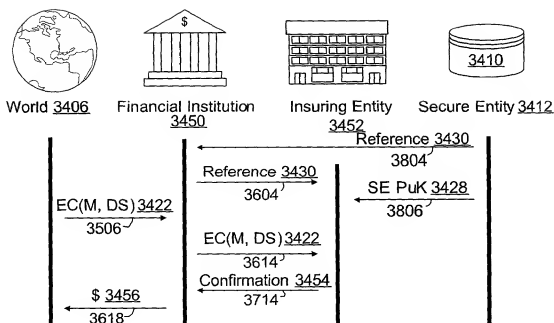 $
3410
World 3406
Financial Institution
3450
Insuring Entity
3452
Secure Entity 3412
Reference 3430
3804
Reference 3430
3604
SE PuK 3428
3806
EC(M, DS) 3422
3506
EC(M, DS) 3422
3614
Confirmation 3454
3714
$ 3456
3618